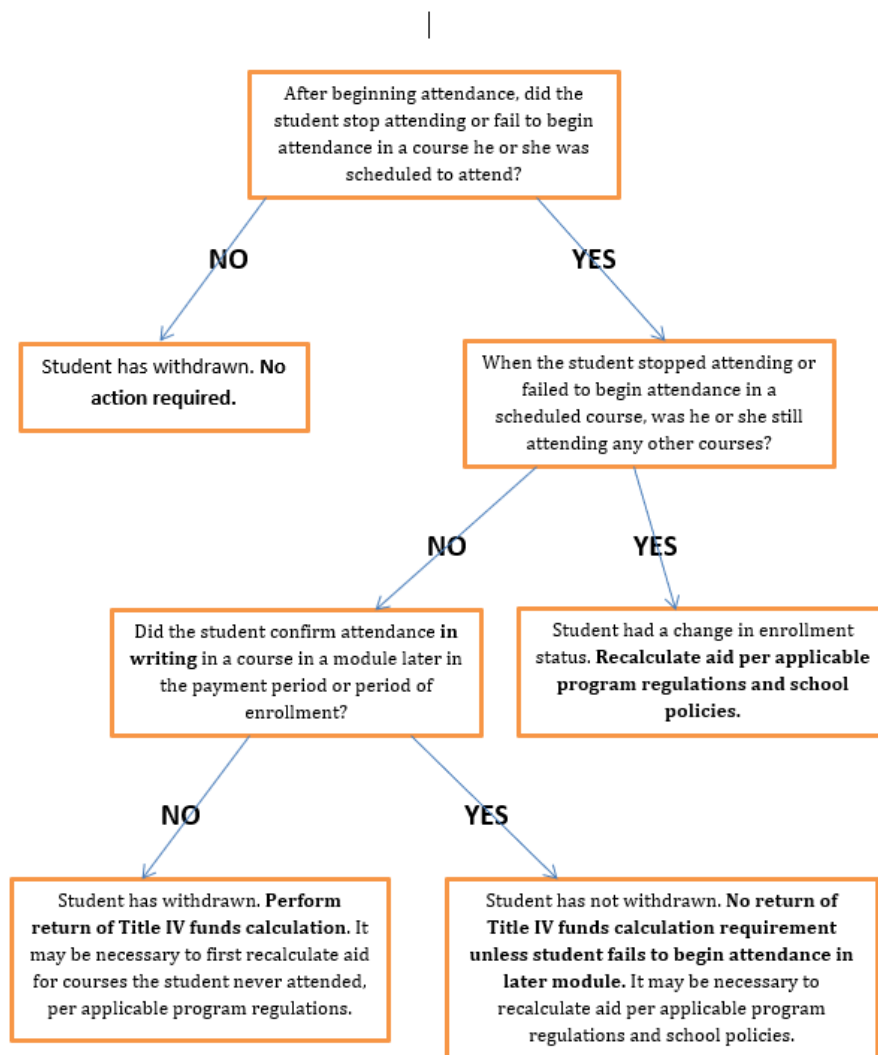 After beginning attendance, did the
student stop attending or fail to begin
attendance in a course he or she was
scheduled to attend?
NO
YES
Student has withdrawn. No
action required.
When the student stopped attending or
failed to begin attendance in a
scheduled course, was he or she still
attending any other courses?
NO
YES
Did the student confirm attendance in
writing in a course in a module later in
the payment period or period of
enrollment?
Student had a change in enrollment
status. Recalculate aid per applicable
program regulations and school
policies.
NO
YES
Student has withdrawn. Perform
return of Title IV funds calculation. It
may be necessary to first recalculate aid
for courses the student never attended,
per applicable program regulations.
Student has not withdrawn. No return of
Title IV funds calculation requirement
unless student fails to begin attendance in
later module. It may be necessary to
recalculate aid per applicable program
regulations and school policies.